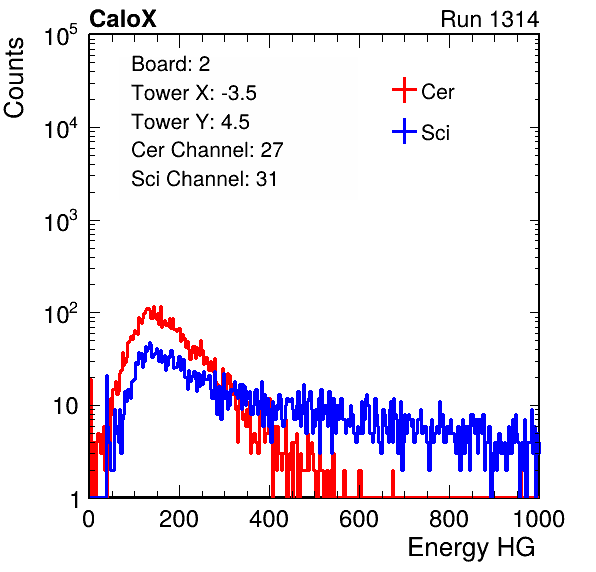 CaloX Run 1314
Counts
Board: 2
Tower X: -3.5
Tower Y: 4.5
Cer Channel: 27
Sci Channel: 31
Cer
Sci
10^5
10^4
10^3
10^2
10
1
0 200 400 600 800 1000
Energy HG